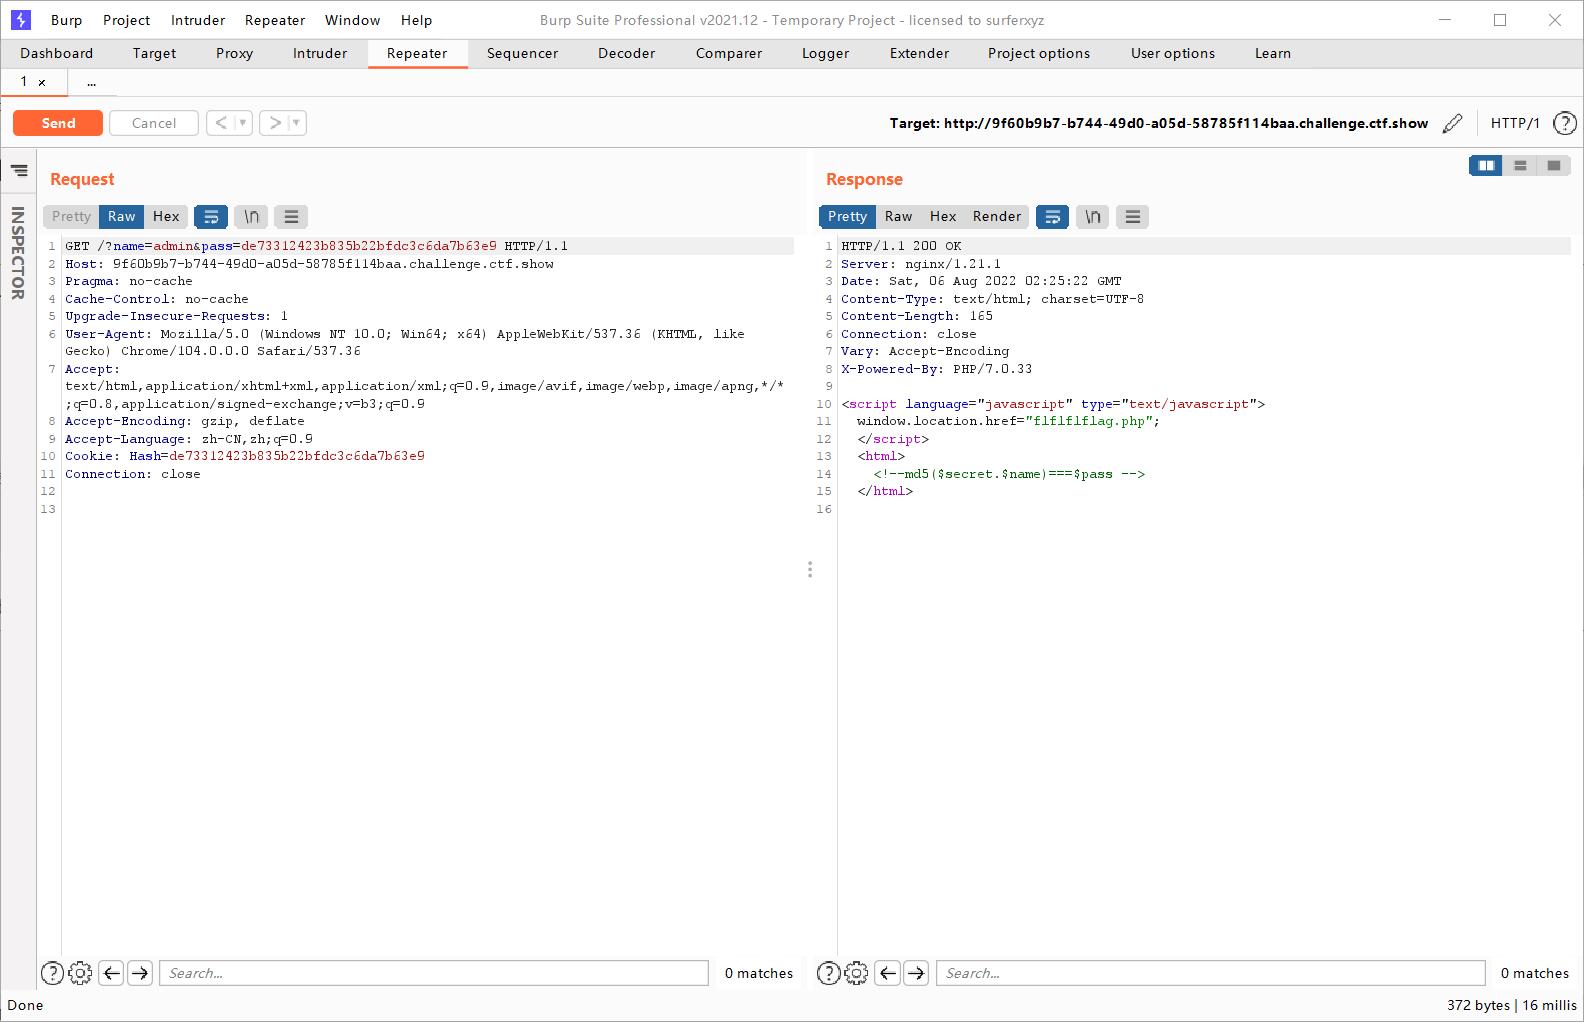 Burp Project Intruder Repeater Window Help Burp Suite Professional v2021.12 - Temporary Project - licensed to surferxyz
Dashboard Target Proxy Intruder Repeater Sequencer Decoder Comparer Logger Extender Project options User options Learn
1 × ...
Send Cancel < > Target: http://9f60b9b7-b744-49d0-a05d-58785f114baa.challenge.ctf.show HTTP/1 ?
INSPECTOR
Request
Pretty Raw Hex \n
1 GET /?name=admin&pass=de73312423b835b22bfdc3c6da7b63e9 HTTP/1.1
2 Host: 9f60b9b7-b744-49d0-a05d-58785f114baa.challenge.ctf.show
3 Pragma: no-cache
4 Cache-Control: no-cache
5 Upgrade-Insecure-Requests: 1
6 User-Agent: Mozilla/5.0 (Windows NT 10.0; Win64; x64) AppleWebKit/537.36 (KHTML, like
Gecko) Chrome/104.0.0.0 Safari/537.36
7 Accept:
text/html,application/xhtml+xml,application/xml;q=0.9,image/avif,image/webp,image/apng,*/*
;q=0.8,application/signed-exchange;v=b3;q=0.9
8 Accept-Encoding: gzip, deflate
9 Accept-Language: zh-CN,zh;q=0.9
10 Cookie: Hash=de73312423b835b22bfdc3c6da7b63e9
11 Connection: close
12
13
? Search... 0 matches
Response
Pretty Raw Hex Render \n
1 HTTP/1.1 200 OK
2 Server: nginx/1.21.1
3 Date: Sat, 06 Aug 2022 02:25:22 GMT
4 Content-Type: text/html; charset=UTF-8
5 Content-Length: 165
6 Connection: close
7 Vary: Accept-Encoding
8 X-Powered-By: PHP/7.0.33
9
10 <script language="javascript" type="text/javascript">
11 window.location.href="flflflflag.php";
12 </script>
13 <html>
14 <!--md5($secret.$name)===$pass -->
15 </html>
16
? Search... 0 matches
Done 372 bytes | 16 millis